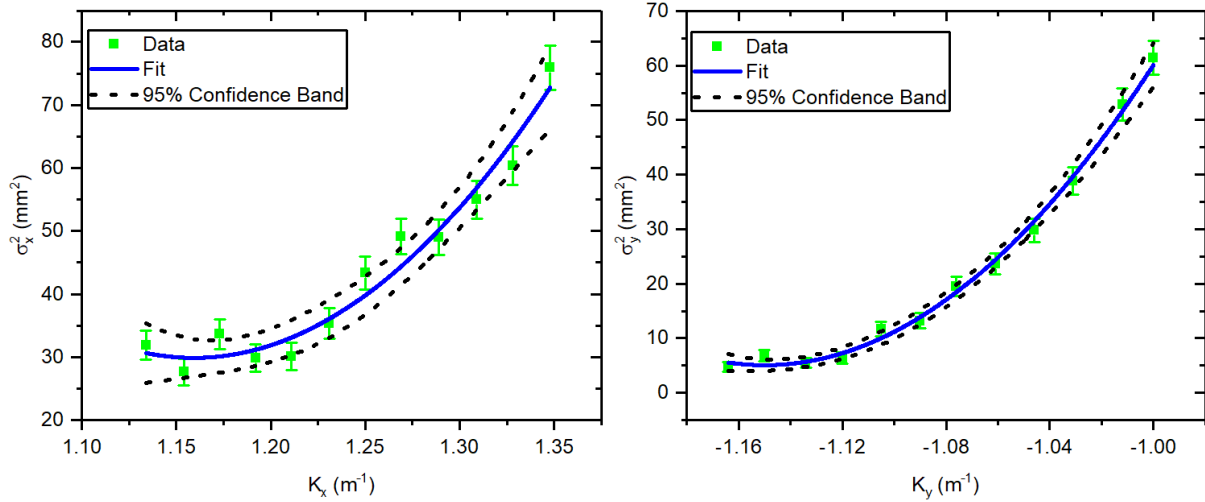 80
70
60
50
40
30
20
σx² (mm²)
Data
Fit
95% Confidence Band
1.10
1.15
1.20
1.25
1.30
1.35
Kx (m⁻¹)
70
60
50
40
30
20
10
0
σy² (mm²)
Data
Fit
95% Confidence Band
-1.16
-1.12
-1.08
-1.04
-1.00
Ky (m⁻¹)